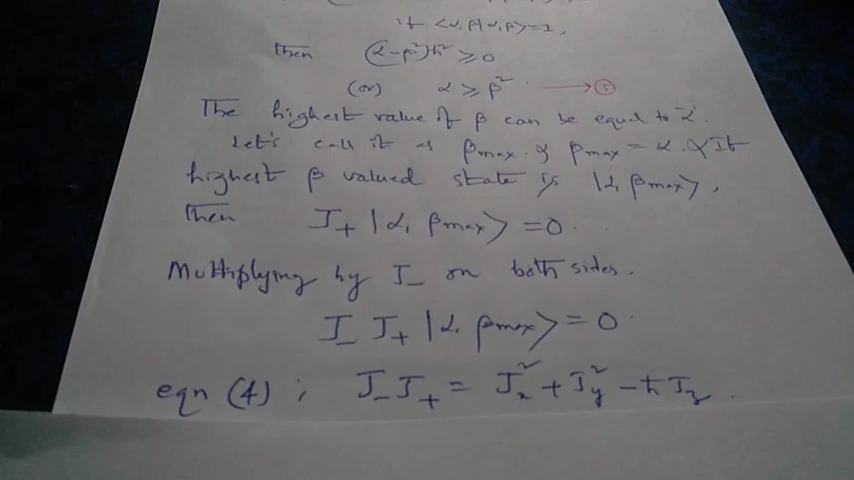 if <α,β|α,β>=1,
Then (α-β²)ħ² ≥ 0
(or) α ≥ β² → ⑤
The highest value of β can be equal to α.
Let's call it as βmax & βmax = α. If
highest β valued state is |α, βmax>,
Then J₊ |α, βmax> = 0.
Multiplying by J₋ on both sides.
J₋ J₊ |α, βmax> = 0
eqn (4) ; J₋J₊ = Jx² + Jy² - ħJz.